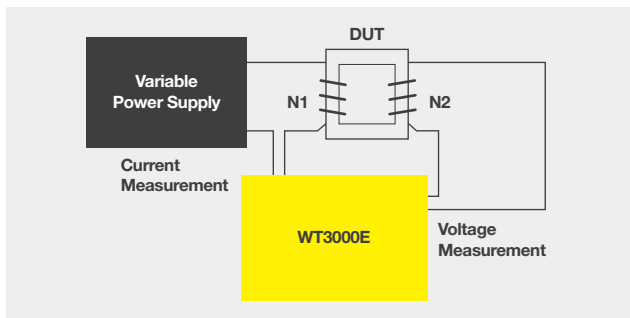 DUT
Variable
Power Supply
N1
N2
Current
Measurement
WT3000E
Voltage
Measurement